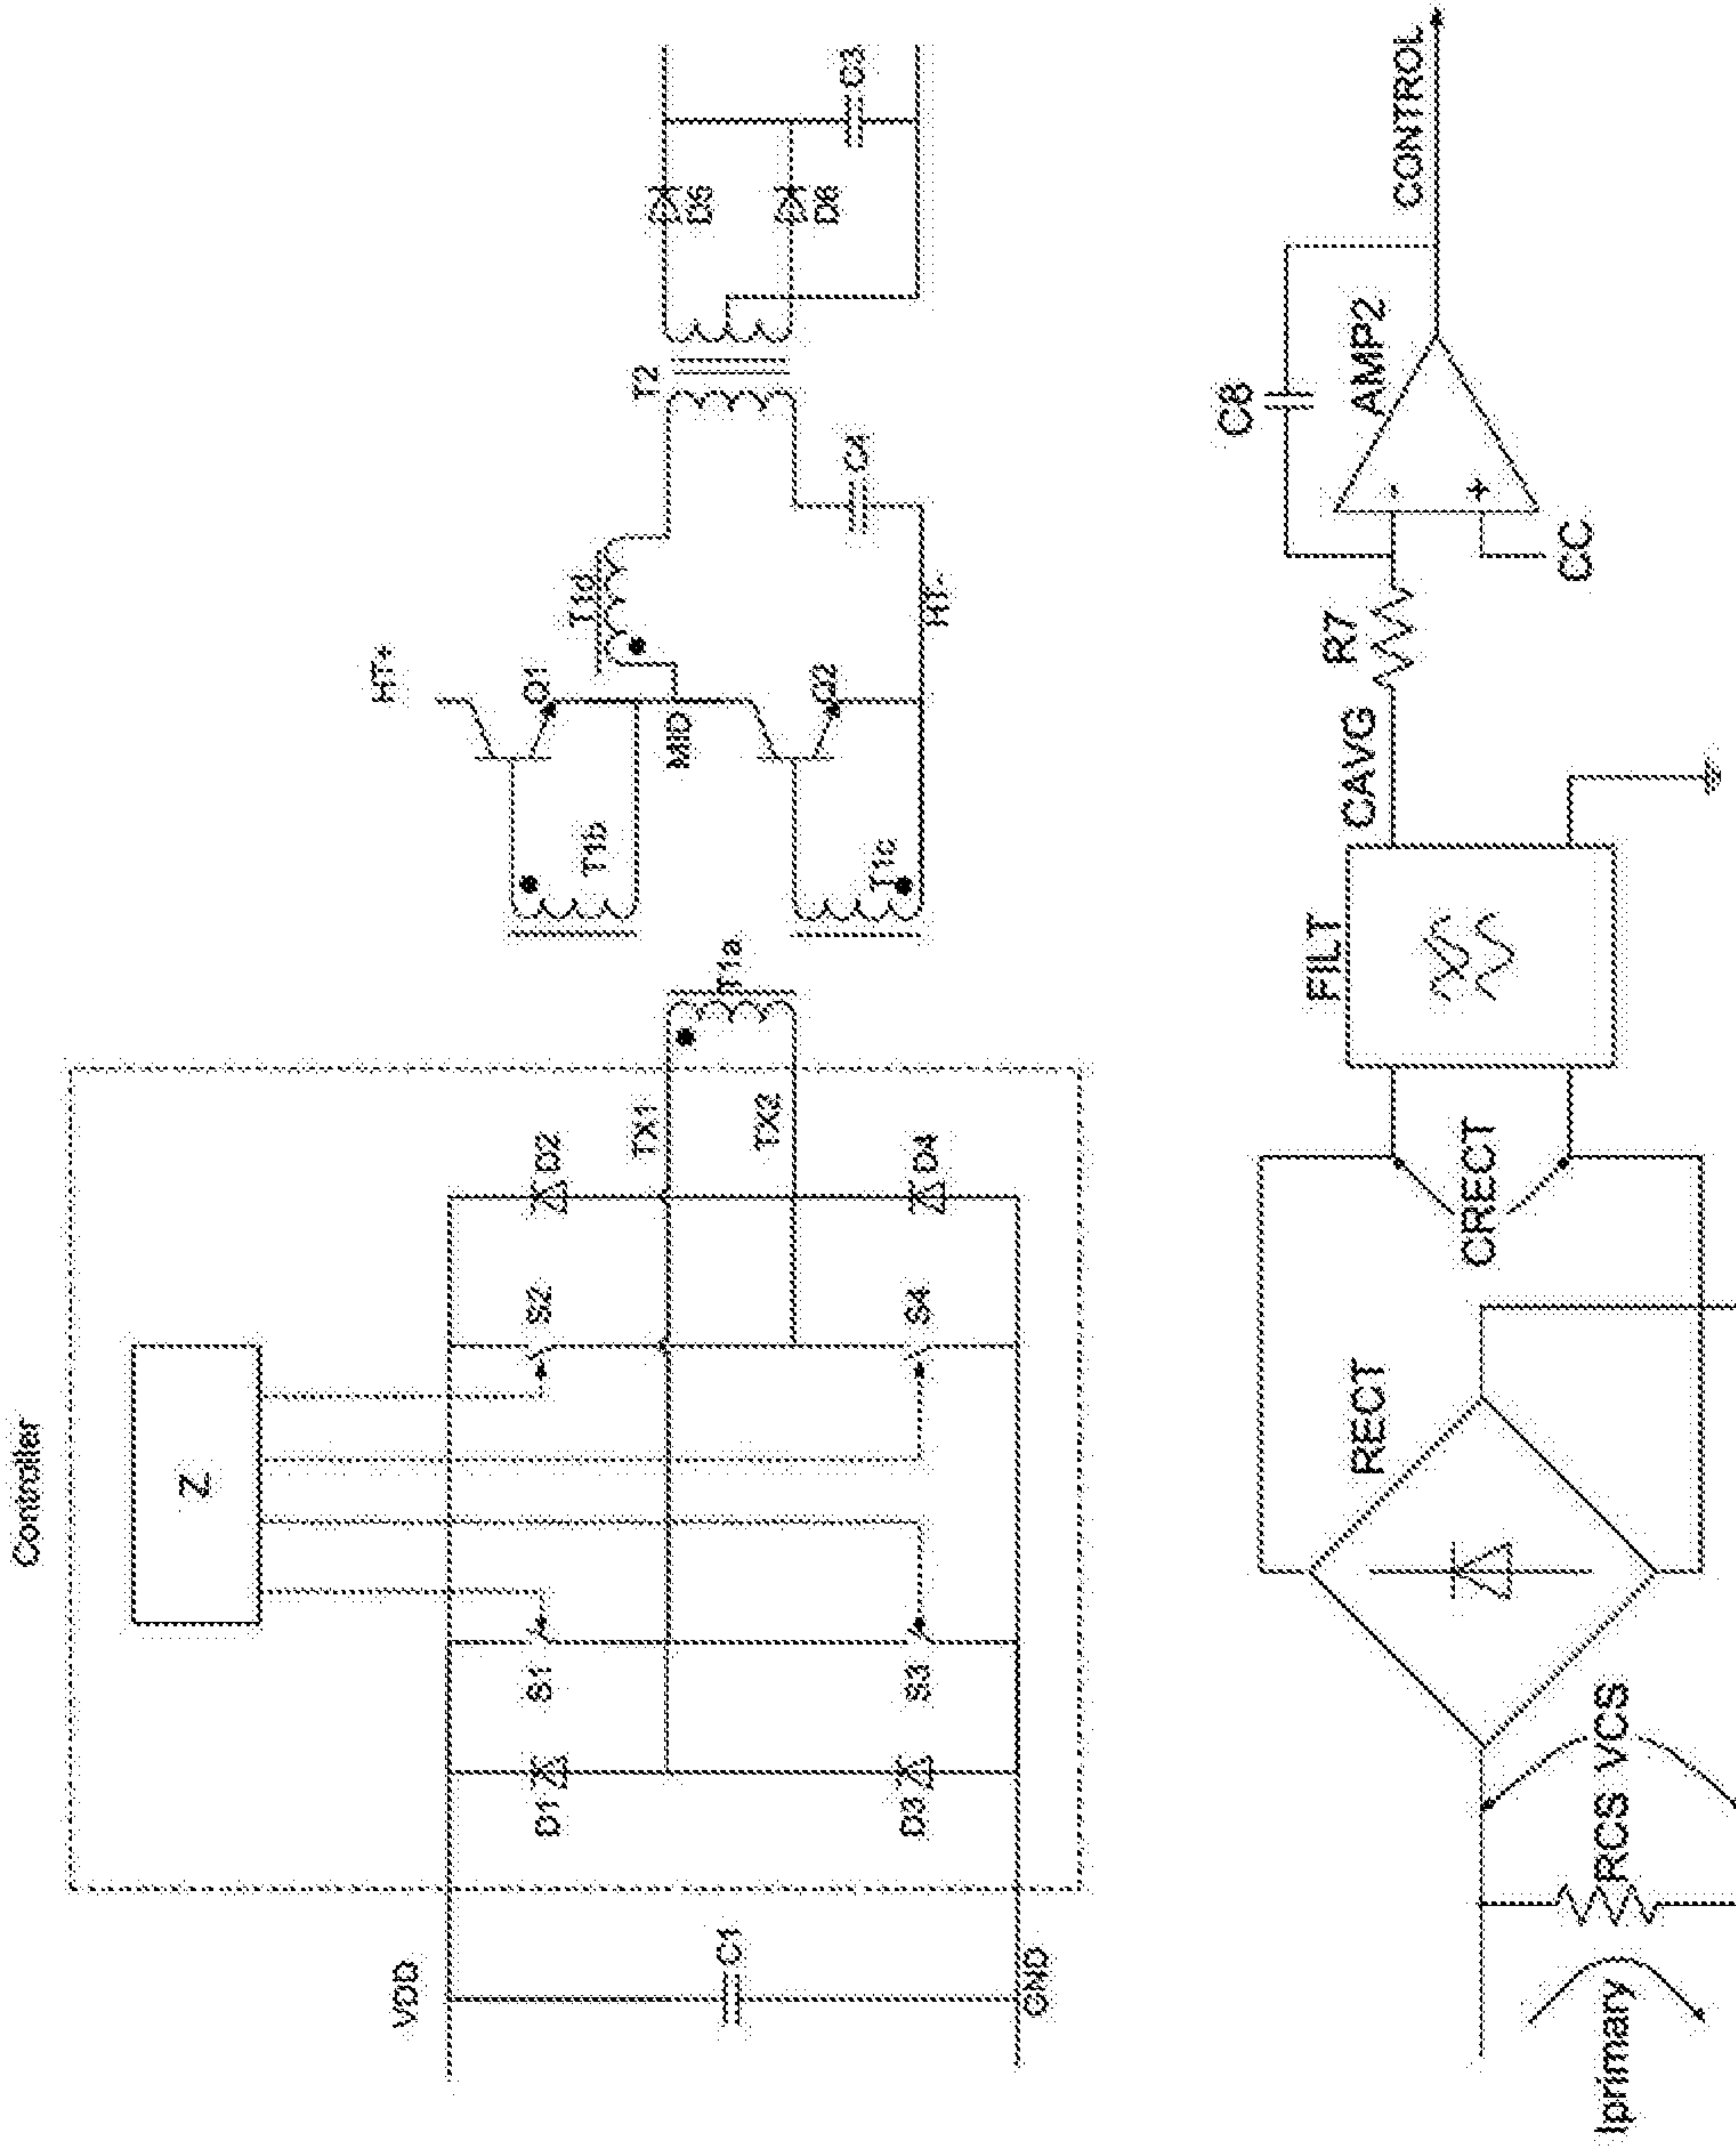 Controller
Z
VDD
C1
GND
D1
D3
S1
S3
S2
S4
D2
D4
TX1
TX2
T1a
T1b
T1c
HT+
Q1
MID
Q2
T1d
HT-
C4
T2
D5
D6
C3
Iprimary
RCS
VCS
RECT
CRECT
FILT
CAVG
R7
C8
-
+
AMP2
CC
CONTROL